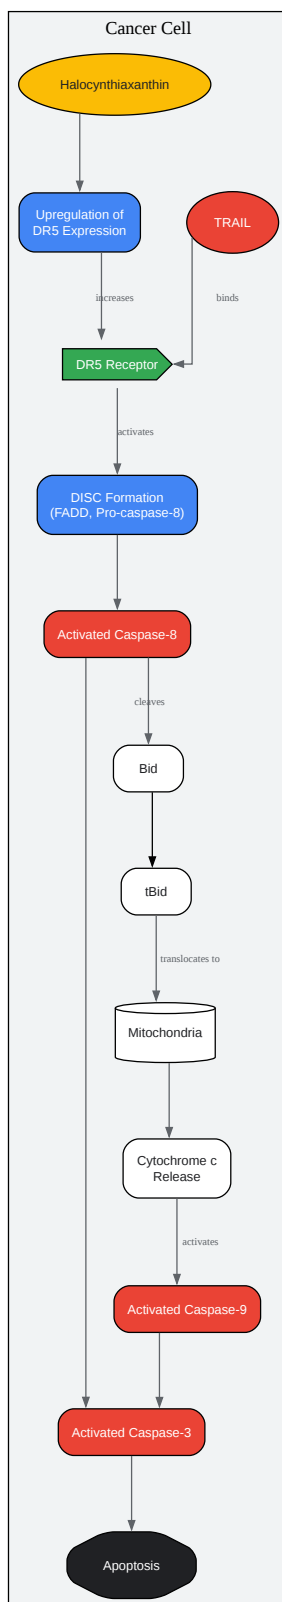 Cancer Cell
Halocynthiaxanthin
Upregulation of
DR5 Expression
TRAIL
increases
binds
DR5 Receptor
activates
DISC Formation
(FADD, Pro-caspase-8)
Activated Caspase-8
cleaves
Bid
tBid
translocates to
Mitochondria
Cytochrome c
Release
activates
Activated Caspase-9
Activated Caspase-3
Apoptosis